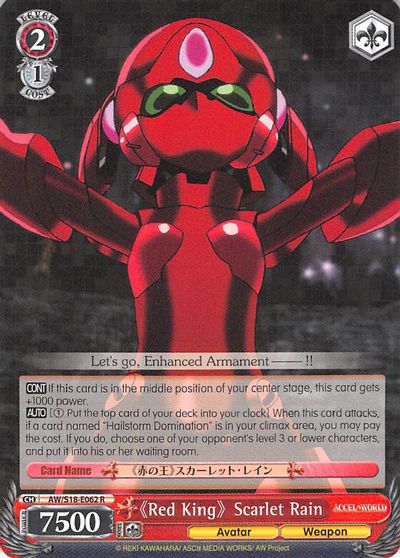 LEVEL
2
1
COST
Let's go, Enhanced Armament —— !!
CONT If this card is in the middle position of your center stage, this card gets
+1000 power.
AUTO [① Put the top card of your deck into your clock] When this card attacks,
if a card named "Hailstorm Domination" is in your climax area, you may pay
the cost. If you do, choose one of your opponent's level 3 or lower characters,
and put it into his or her waiting room.
Card Name
《赤の王》スカーレット・レイン
CH AW/S18-E062 R
POWER 7500
SOUL
《Red King》 Scarlet Rain
ACCEL WORLD
Avatar
Weapon
© REKI KAWAHARA/ ASCII MEDIA WORKS/ AW Project